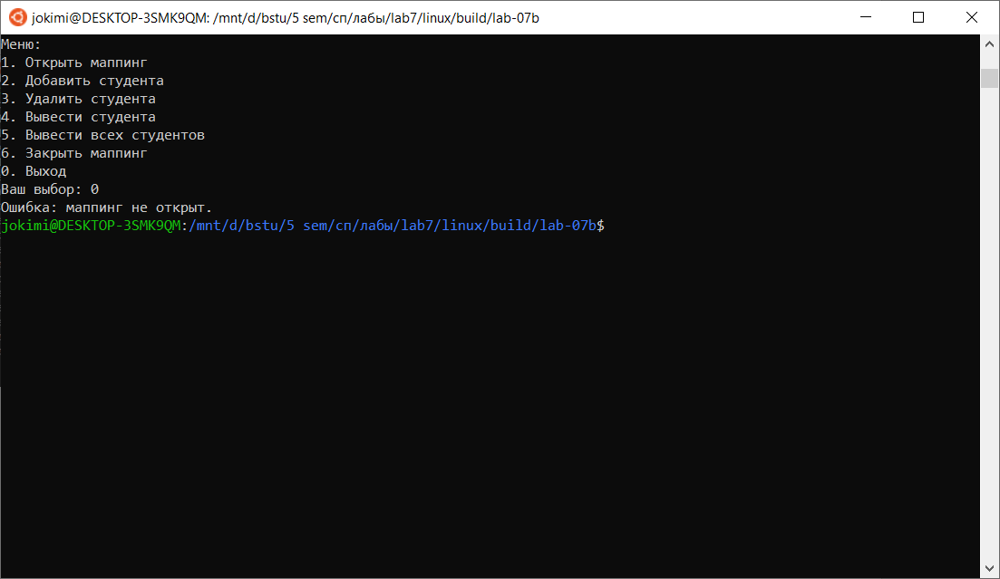 jokimi@DESKTOP-3SMK9QM: /mnt/d/bstu/5 sem/сп/лабы/lab7/linux/build/lab-07b
Меню:
1. Открыть маппинг
2. Добавить студента
3. Удалить студента
4. Вывести студента
5. Вывести всех студентов
6. Закрыть маппинг
0. Выход
Ваш выбор: 0
Ошибка: маппинг не открыт.
jokimi@DESKTOP-3SMK9QM:/mnt/d/bstu/5 sem/сп/лабы/lab7/linux/build/lab-07b$